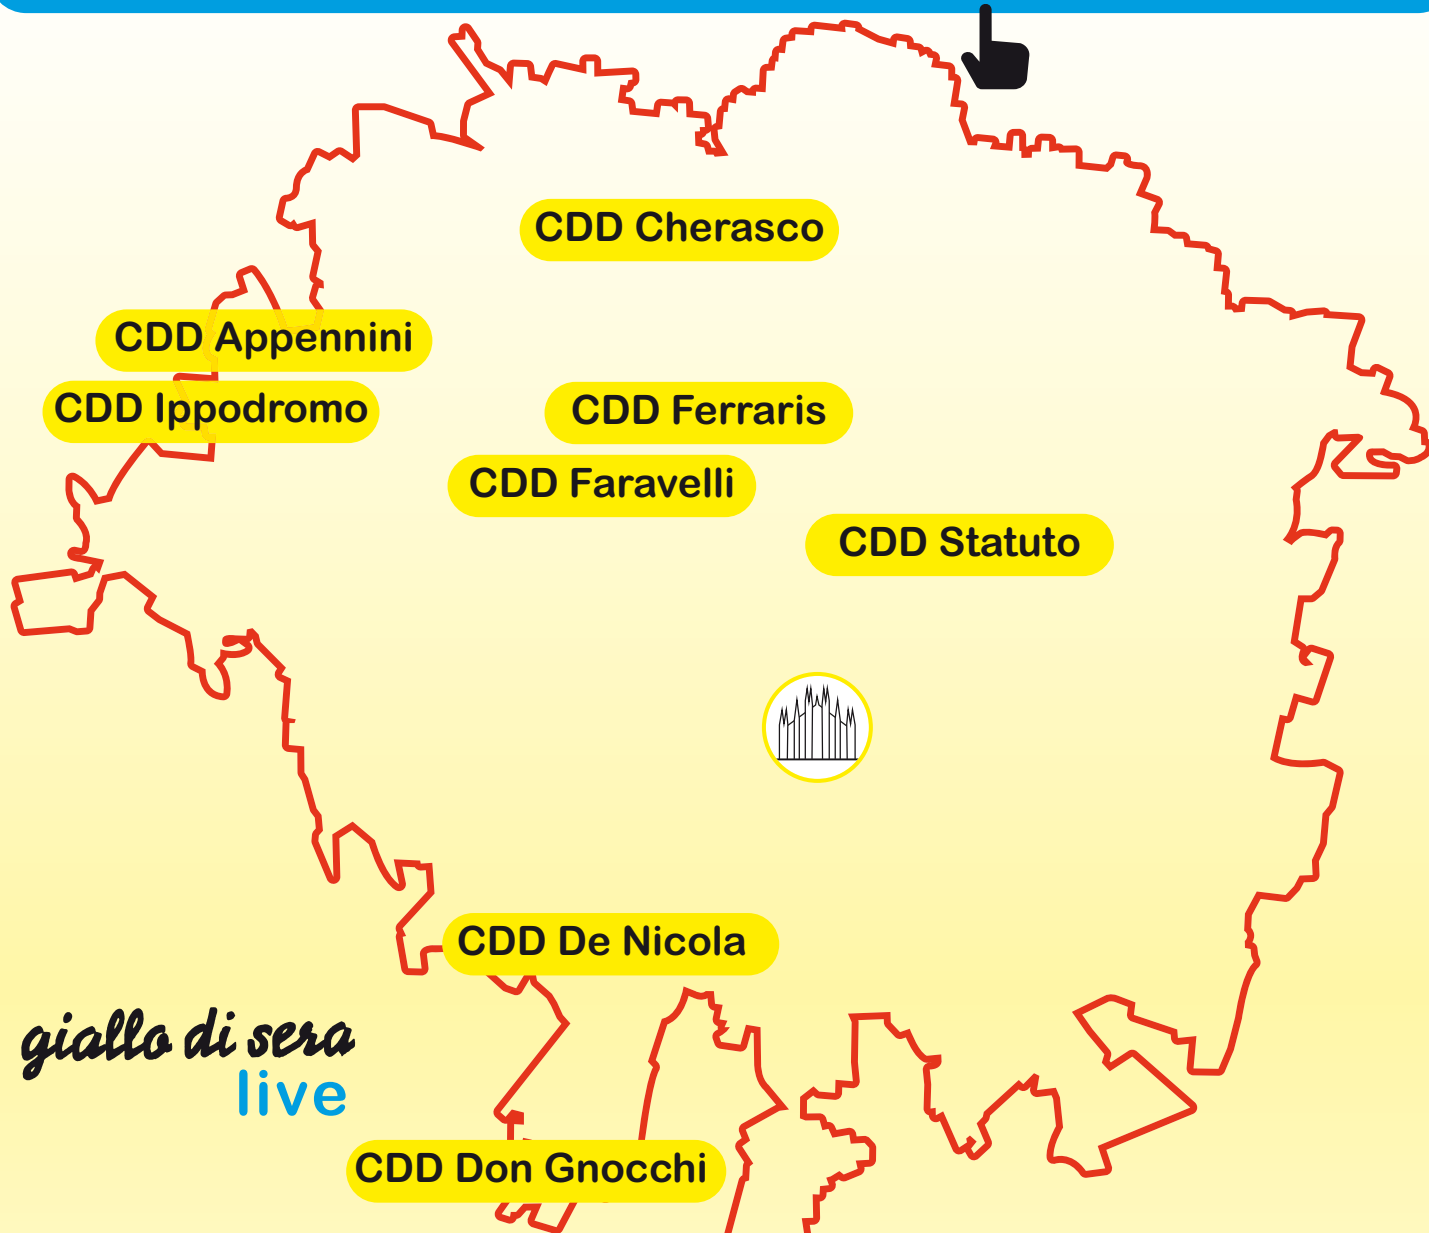 CDD Cherasco
CDD Appennini
CDD Ippodromo
CDD Ferraris
CDD Faravelli
CDD Statuto
CDD De Nicola
giallo di sera
live
CDD Don Gnocchi